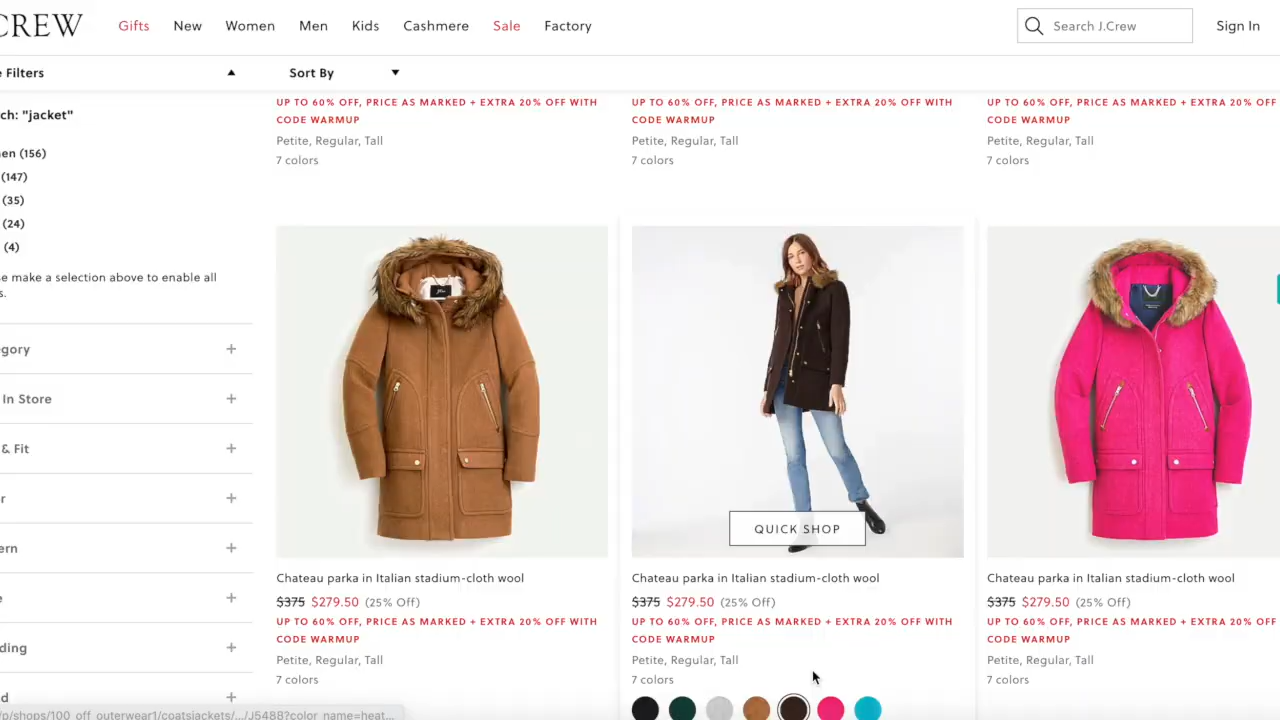 CREW
Gifts
New
Women
Men
Kids
Cashmere
Sale
Factory
Search J.Crew
Sign In
Filters
Sort By
UP TO 60% OFF, PRICE AS MARKED + EXTRA 20% OFF WITH
CODE WARMUP
Petite, Regular, Tall
7 colors
UP TO 60% OFF, PRICE AS MARKED + EXTRA 20% OFF WITH
CODE WARMUP
Petite, Regular, Tall
7 colors
UP TO 60% OFF, PRICE AS MARKED + EXTRA 20% OFF WITH
CODE WARMUP
Petite, Regular, Tall
7 colors
ch: "jacket"
en (156)
(147)
(35)
(24)
(4)
se make a selection above to enable all
s.
gory
In Store
& Fit
r
ern
e
ding
d
QUICK SHOP
Chateau parka in Italian stadium-cloth wool
$375 $279.50 (25% Off)
UP TO 60% OFF, PRICE AS MARKED + EXTRA 20% OFF WITH
CODE WARMUP
Petite, Regular, Tall
7 colors
Chateau parka in Italian stadium-cloth wool
$375 $279.50 (25% Off)
UP TO 60% OFF, PRICE AS MARKED + EXTRA 20% OFF WITH
CODE WARMUP
Petite, Regular, Tall
7 colors
Chateau parka in Italian stadium-cloth wool
$375 $279.50 (25% Off)
UP TO 60% OFF, PRICE AS MARKED + EXTRA 20% OFF WITH
CODE WARMUP
Petite, Regular, Tall
7 colors
/p/shops/100_off_outerwear1/coatsjackets/.../J5488?color_name=heat...